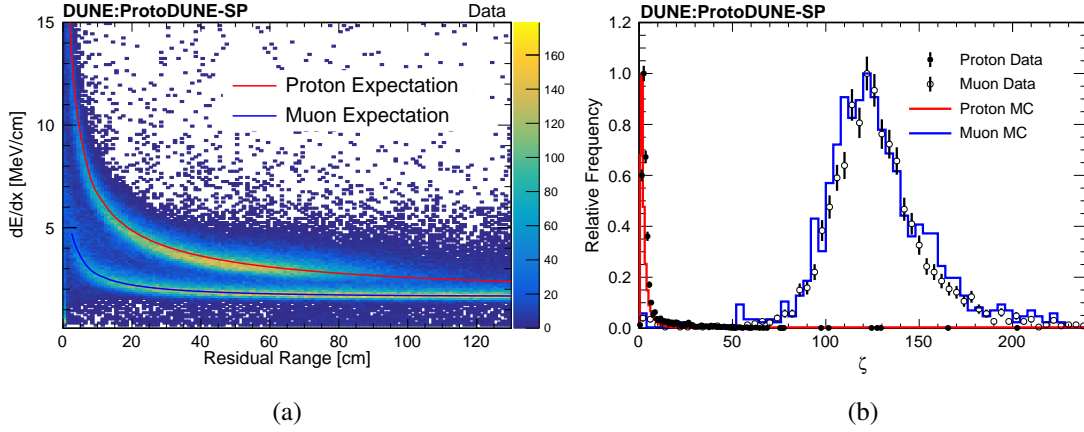 DUNE:ProtoDUNE-SP Data
dE/dx [MeV/cm]
15
10
5
0 20 40 60 80 100 120
Residual Range [cm]
Proton Expectation
Muon Expectation
160
140
120
100
80
60
40
20
0
(a)
DUNE:ProtoDUNE-SP
Relative Frequency
1.2
1.0
0.8
0.6
0.4
0.2
0.0
0 50 100 150 200
ζ
Proton Data
Muon Data
Proton MC
Muon MC
(b)